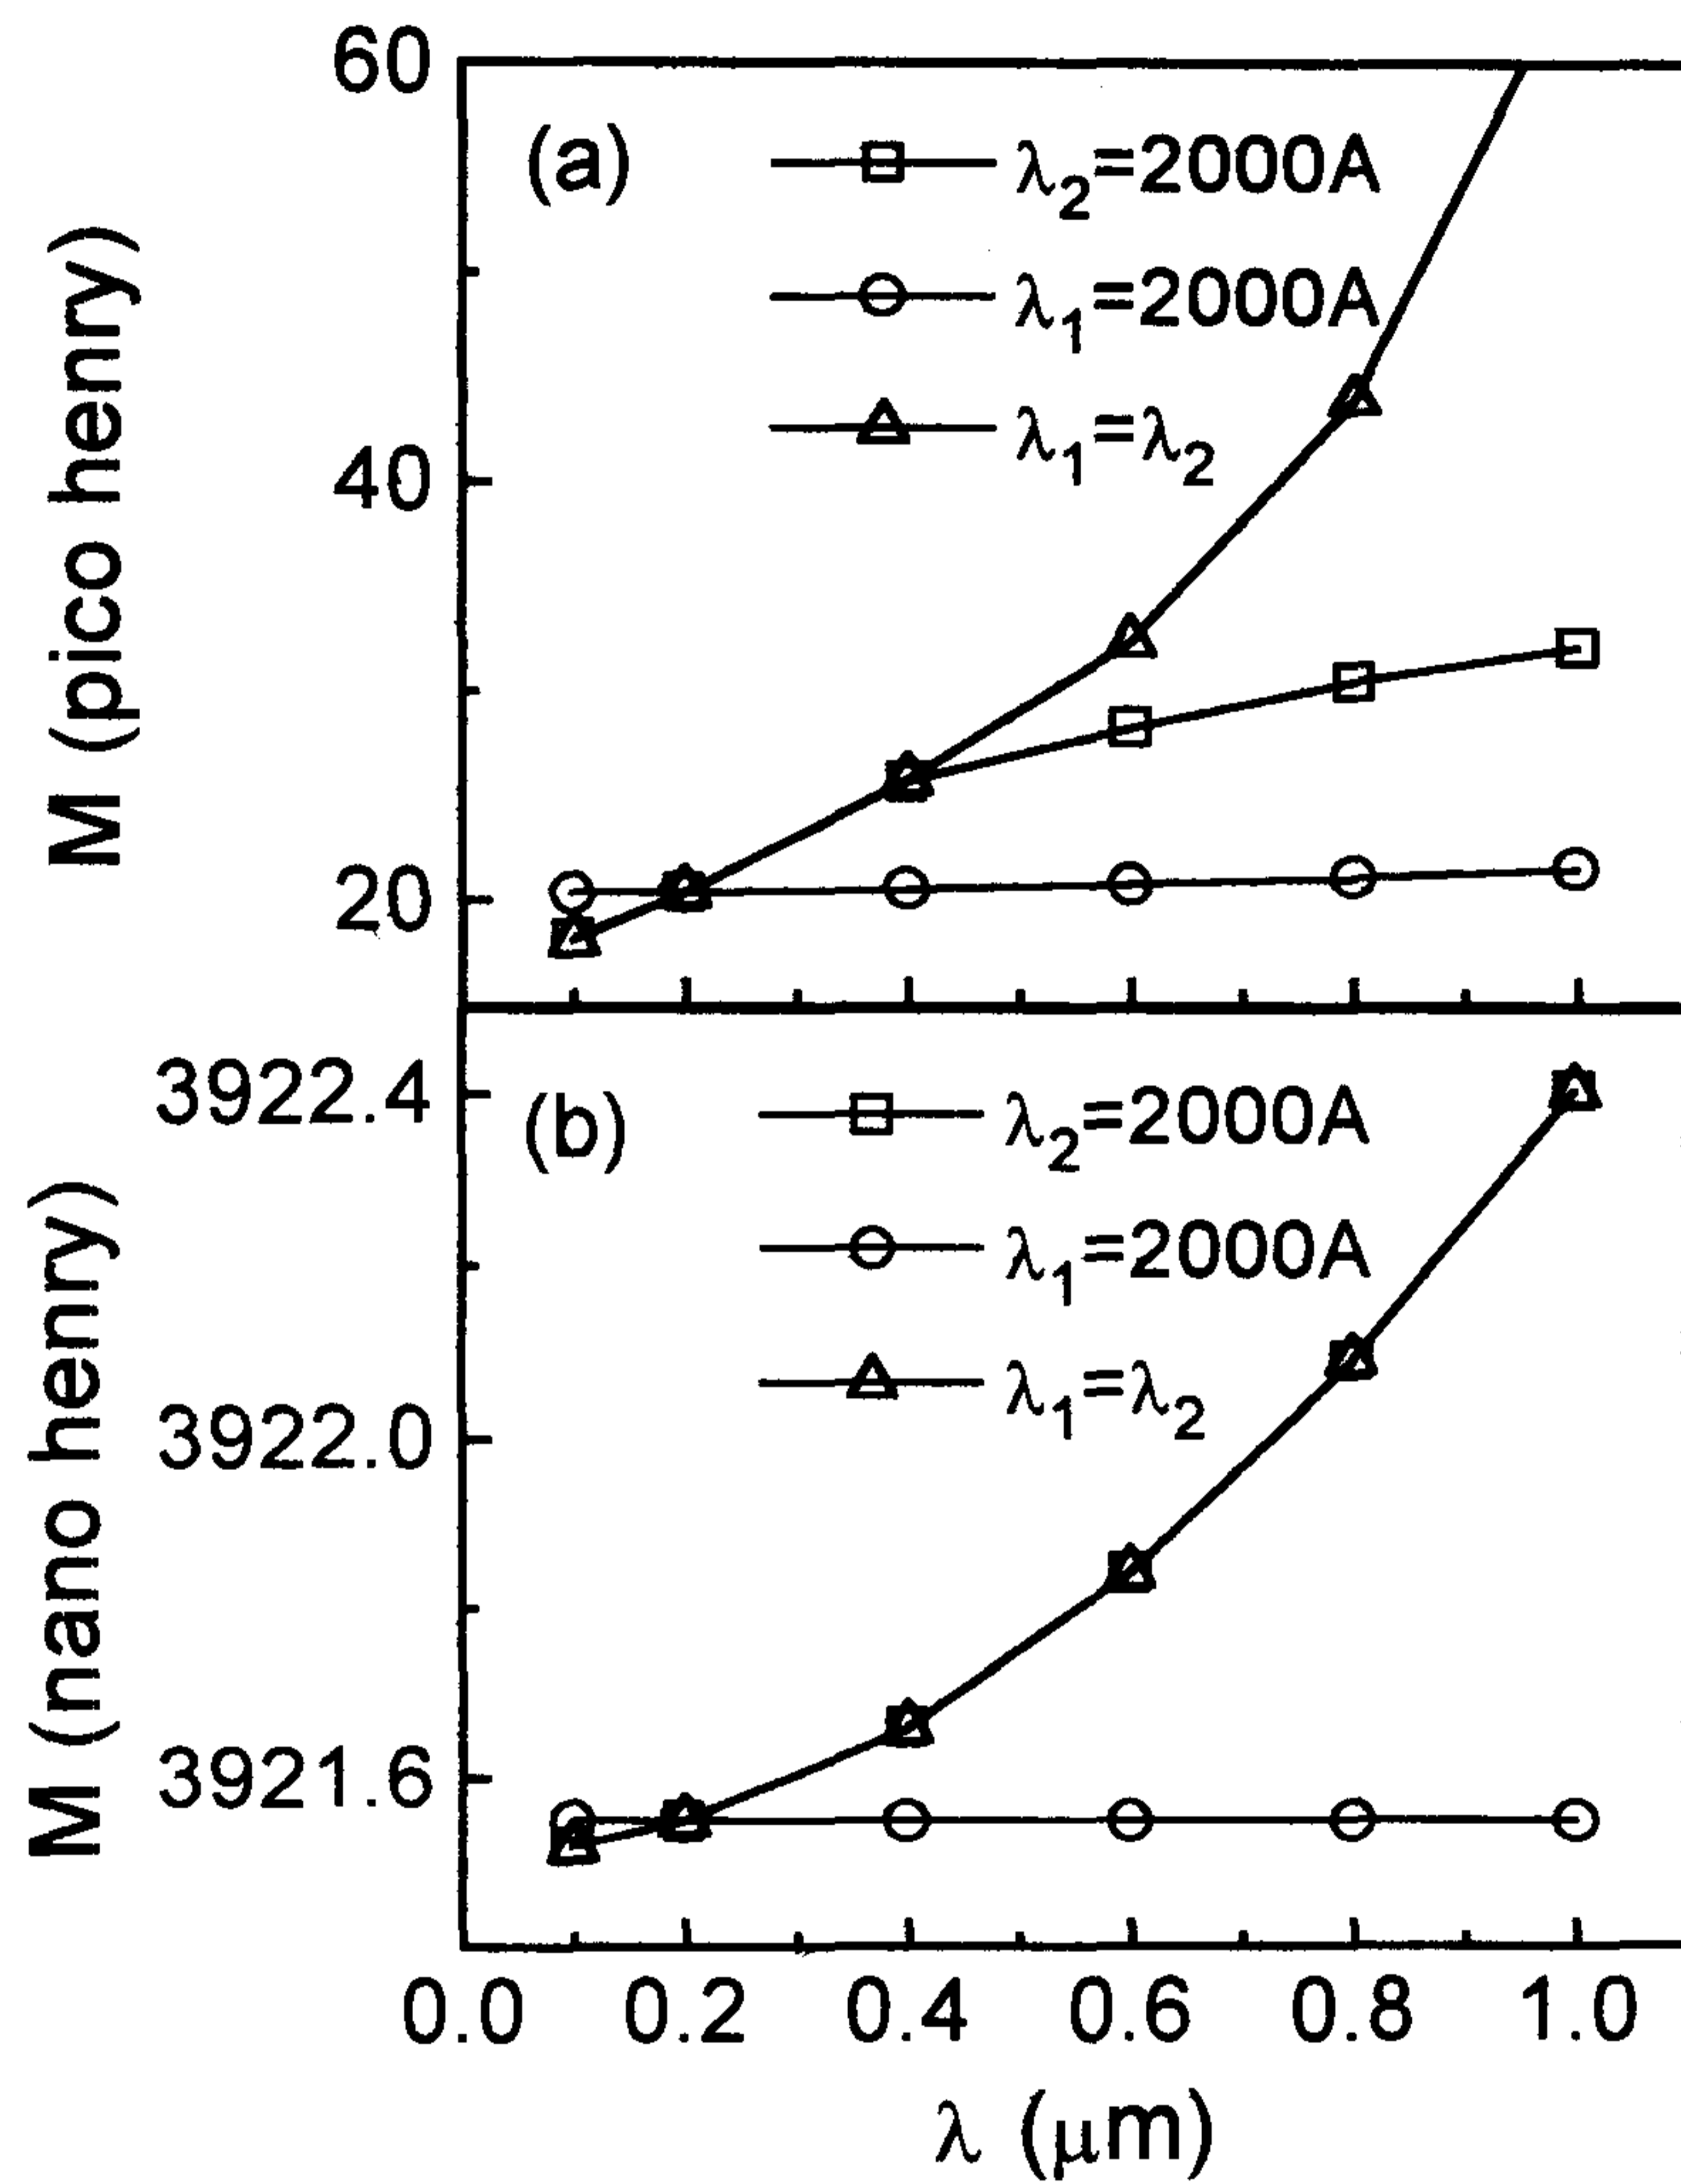 60
(a)
λ2=2000A
λ1=2000A
λ1=λ2
40
20
M (pico henry)
3922.4
(b)
λ2=2000A
λ1=2000A
λ1=λ2
3922.0
3921.6
M (nano henry)
0.0 0.2 0.4 0.6 0.8 1.0
λ (μm)